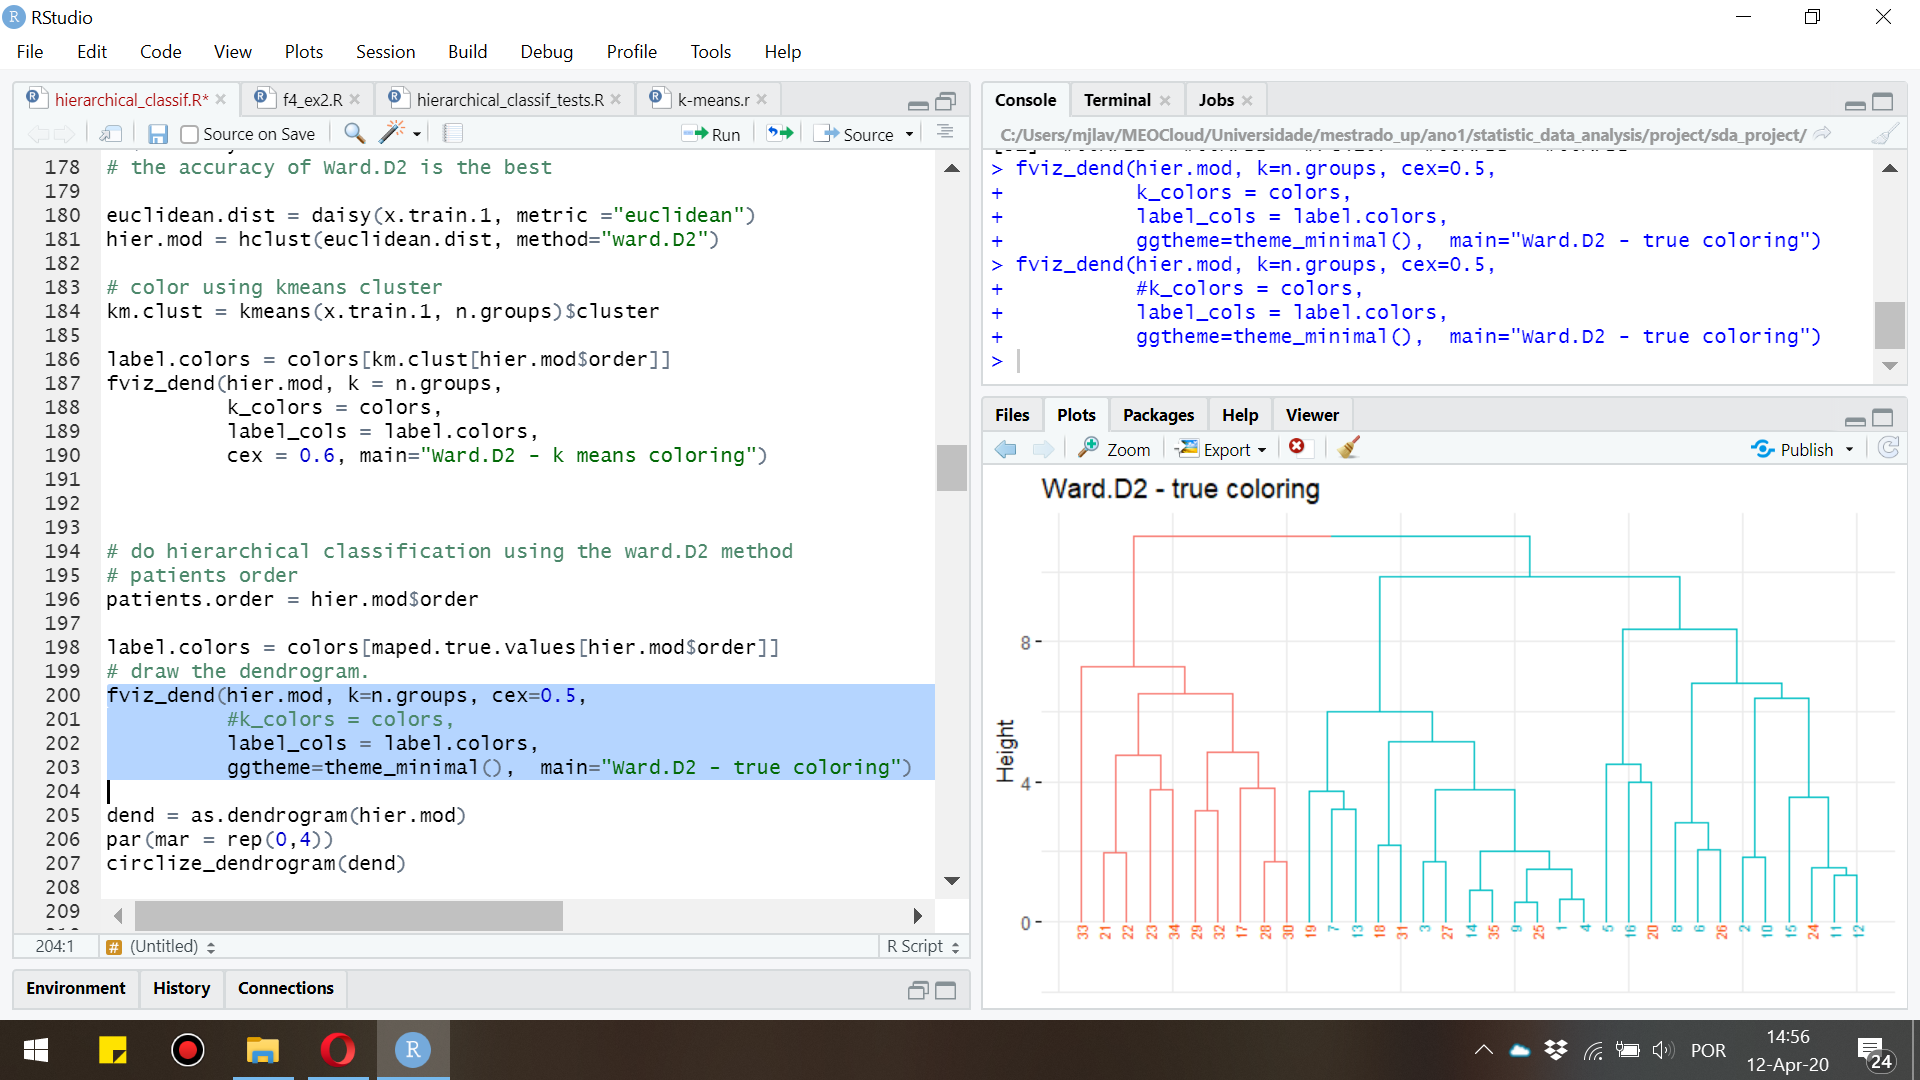 RStudio
File Edit Code View Plots Session Build Debug Profile Tools Help
hierarchical_classif.R* f4_ex2.R hierarchical_classif_tests.R k-means.r
Source on Save Run Source
178 # the accuracy of Ward.D2 is the best
179
180 euclidean.dist = daisy(x.train.1, metric ="euclidean")
181 hier.mod = hclust(euclidean.dist, method="ward.D2")
182
183 # color using kmeans cluster
184 km.clust = kmeans(x.train.1, n.groups)$cluster
185
186 label.colors = colors[km.clust[hier.mod$order]]
187 fviz_dend(hier.mod, k = n.groups,
188 k_colors = colors,
189 label_cols = label.colors,
190 cex = 0.6, main="Ward.D2 - k means coloring")
191
192
193
194 # do hierarchical classification using the ward.D2 method
195 # patients order
196 patients.order = hier.mod$order
197
198 label.colors = colors[maped.true.values[hier.mod$order]]
199 # draw the dendrogram.
200 fviz_dend(hier.mod, k=n.groups, cex=0.5,
201 #k_colors = colors,
202 label_cols = label.colors,
203 ggtheme=theme_minimal(), main="Ward.D2 - true coloring")
204
205 dend = as.dendrogram(hier.mod)
206 par(mar = rep(0,4))
207 circlize_dendrogram(dend)
208
209
204:1 # (Untitled) R Script
Environment History Connections
Console Terminal Jobs
C:/Users/mjlav/MEOCloud/Universidade/mestrado_up/ano1/statistic_data_analysis/project/sda_project/
> fviz_dend(hier.mod, k=n.groups, cex=0.5,
+ k_colors = colors,
+ label_cols = label.colors,
+ ggtheme=theme_minimal(), main="Ward.D2 - true coloring")
> fviz_dend(hier.mod, k=n.groups, cex=0.5,
+ #k_colors = colors,
+ label_cols = label.colors,
+ ggtheme=theme_minimal(), main="Ward.D2 - true coloring")
>
Files Plots Packages Help Viewer
Zoom Export Publish
Ward.D2 - true coloring
Height
8
4
0
33 21 22 23 34 29 32 17 28 30 19 7 13 18 31 3 27 14 35 9 25 1 4 5 16 20 8 6 26 2 10 15 24 11 12
R
POR
14:56
12-Apr-20
24